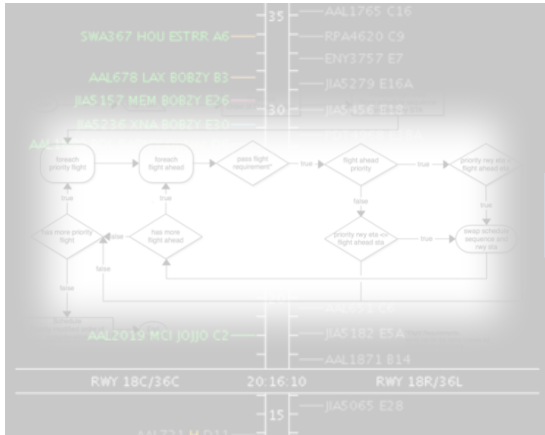 35
AAL1765 C16
SWA367 HOU ESTRR A6
RPA4620 C9
ENY3757 E7
AAL678 LAX BOBZY B3
JIA5279 E16A
JIA5157 MEM BOBZY E26
30
JIA5456 E18
JIA5236 XNA BOBZY E30
foreach
priority flight
foreach
flight ahead
pass flight
requirement*
true
flight ahead
priority
true
true
true
false
true
has more priority
flight
false
has more
flight ahead
false
priority ney eta <=
flight ahead sta
true
swap schedule
sequence and
ney sta
false
false
AAL2019 MCI JOJJO C2
JIA5182 E5A
AAL1871 B14
RWY 18C/36C
20:16:10
RWY 18R/36L
JIA5065 E28
15